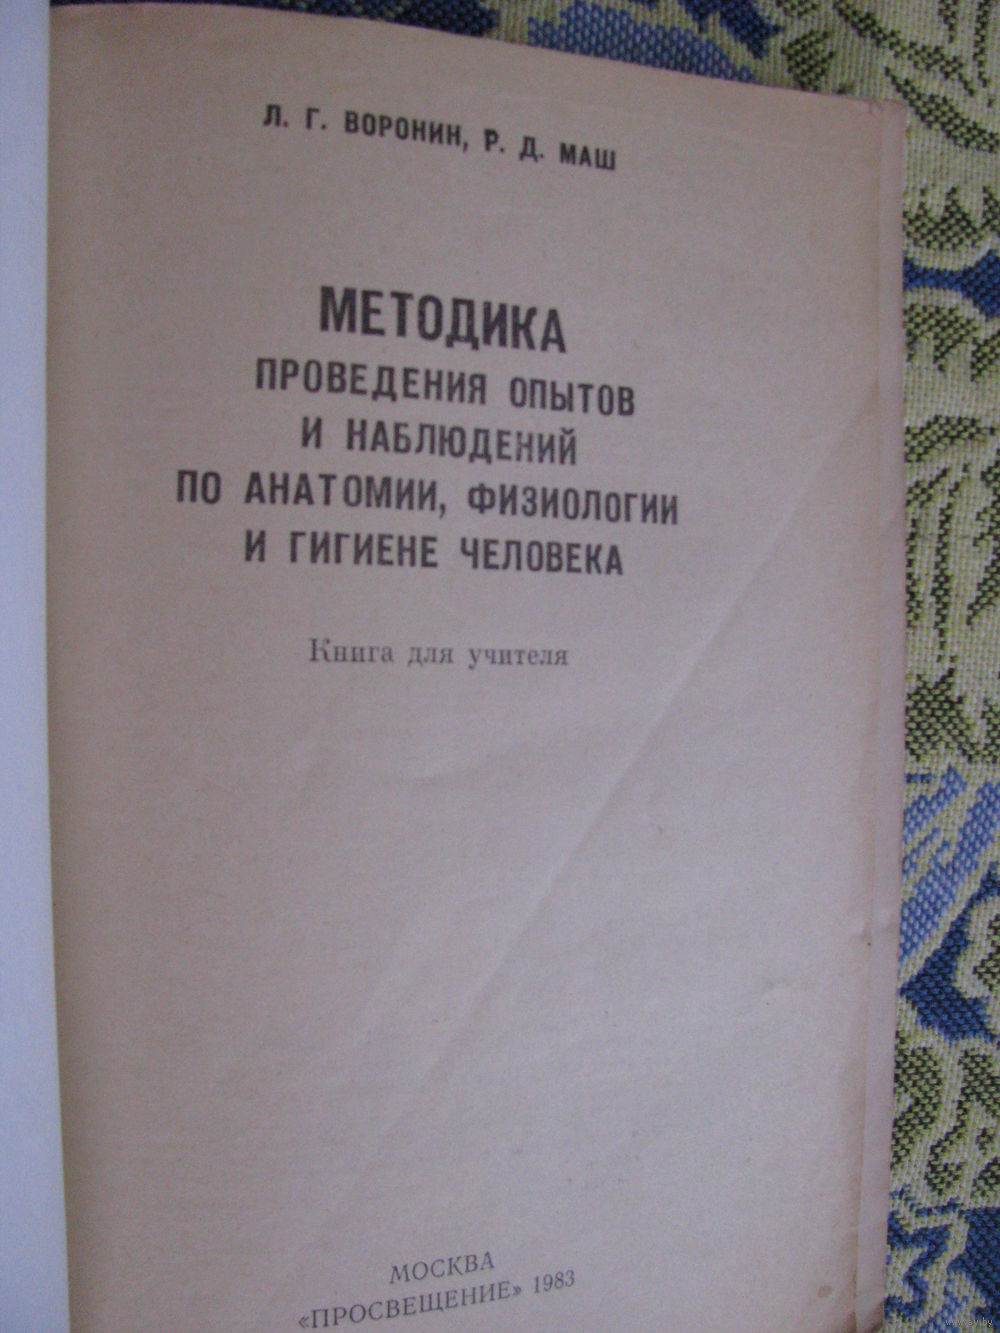 Л. Г. ВОРОНИН, Р. Д. МАШ
МЕТОДИКА
ПРОВЕДЕНИЯ ОПЫТОВ
И НАБЛЮДЕНИЙ
ПО АНАТОМИИ, ФИЗИОЛОГИИ
И ГИГИЕНЕ ЧЕЛОВЕКА
Книга для учителя
МОСКВА
«ПРОСВЕЩЕНИЕ» 1983